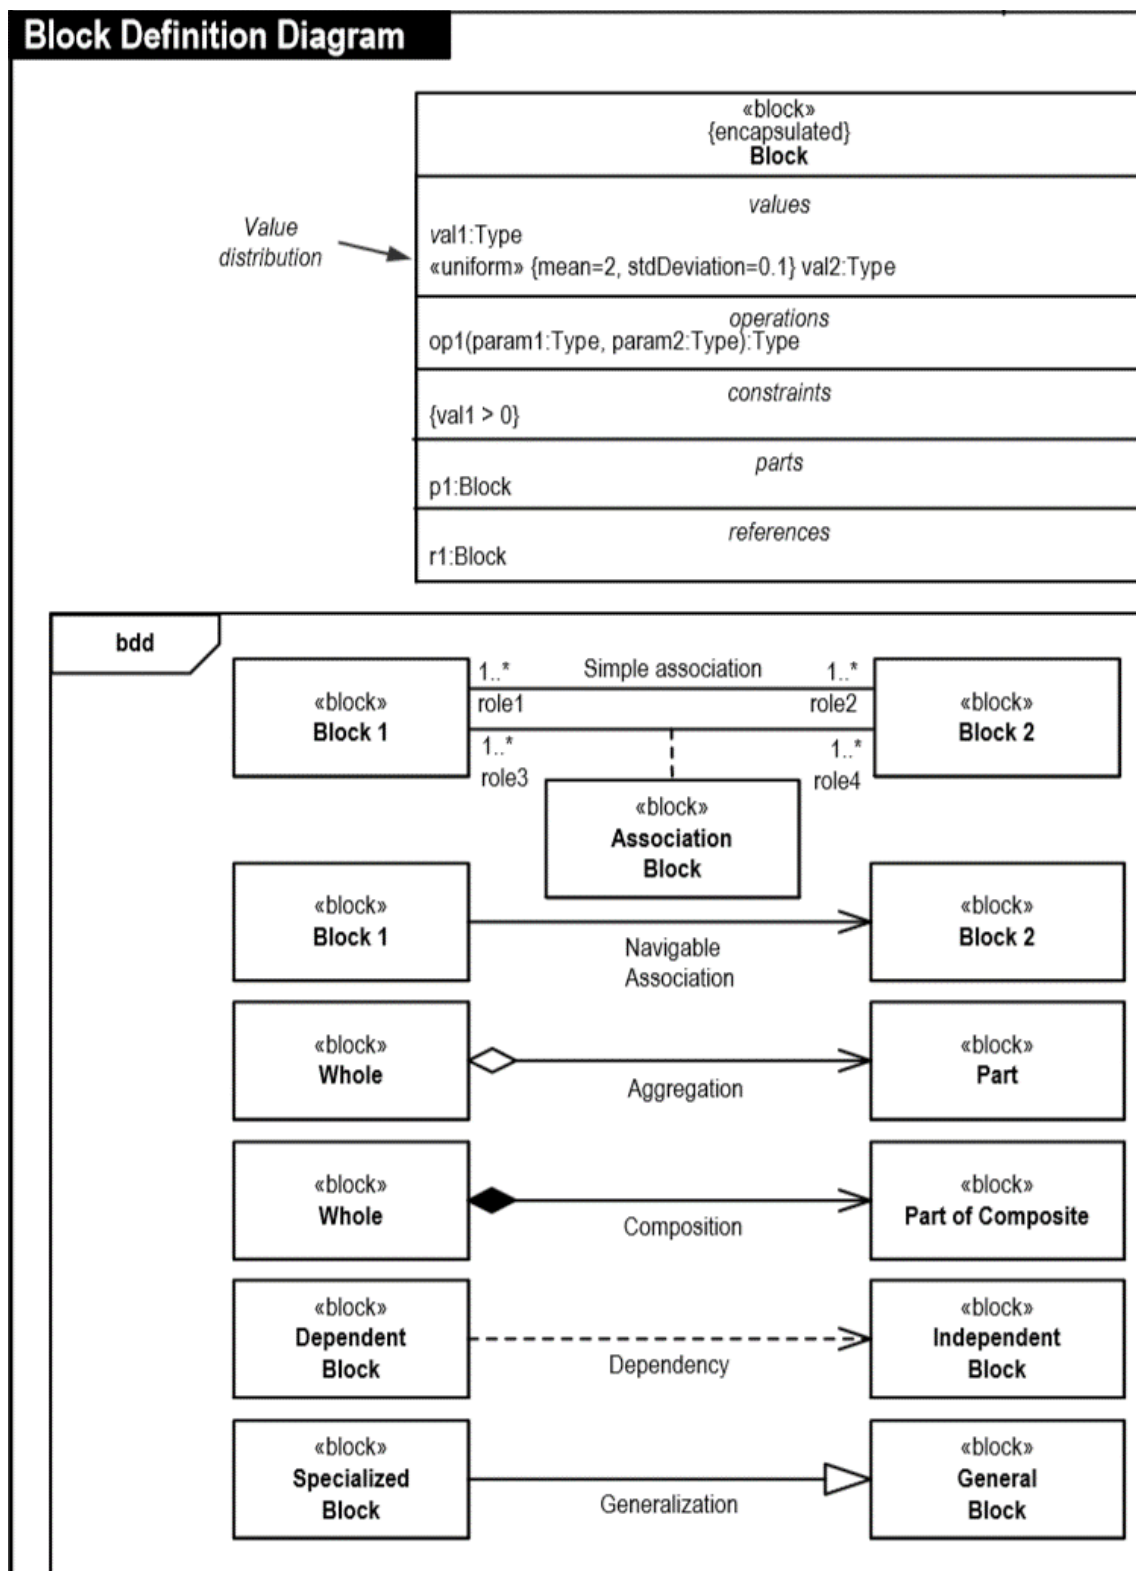 Block Definition Diagram
«block»
{encapsulated}
Block
values
Value
distribution
val1:Type
«uniform» {mean=2, stdDeviation=0.1} val2:Type
operations
op1(param1:Type, param2:Type):Type
constraints
{val1 > 0}
parts
p1:Block
references
r1:Block
bdd
«block»
Block 1
1..*
role1
Simple association
1..*
role2
«block»
Block 2
1..*
role3
1..*
role4
«block»
Association
Block
«block»
Block 1
Navigable
Association
«block»
Block 2
«block»
Whole
Aggregation
«block»
Part
«block»
Whole
Composition
«block»
Part of Composite
«block»
Dependent
Block
Dependency
«block»
Independent
Block
«block»
Specialized
Block
Generalization
«block»
General
Block